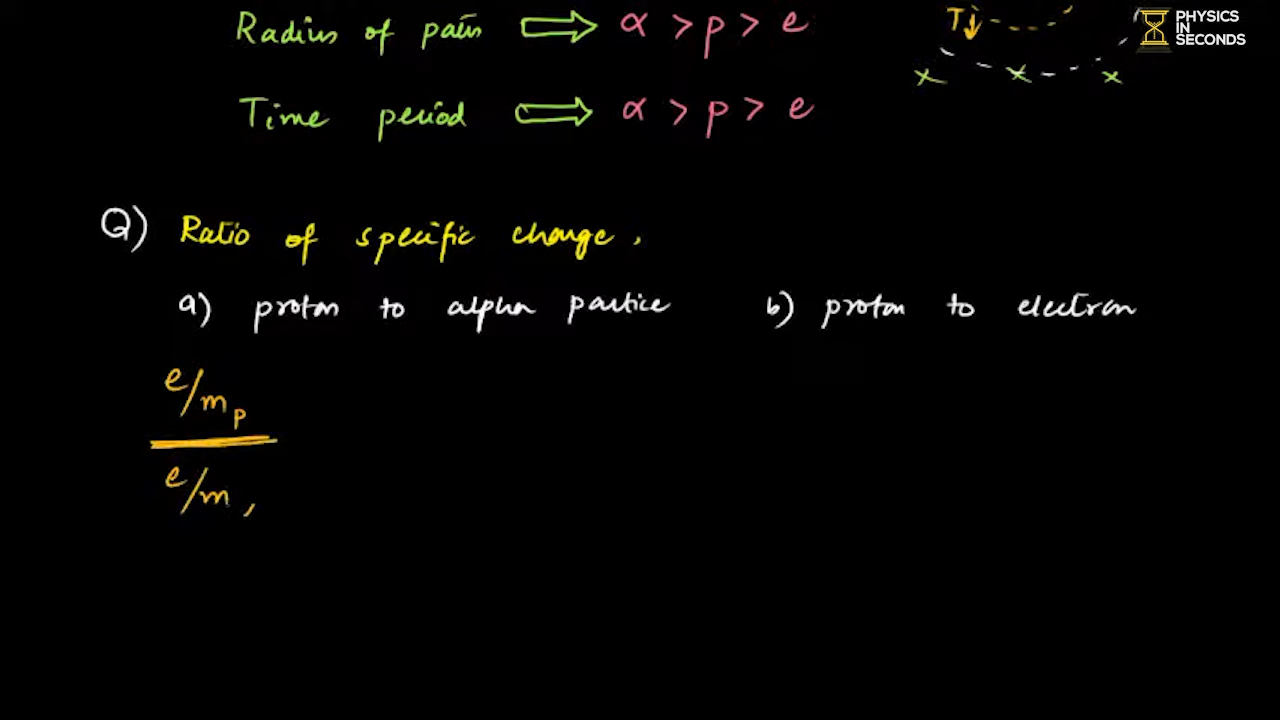 Radius of path ⟹ α > p > e
T↓
PHYSICS
IN
SECONDS
x x x
Time period ⟹ α > p > e
Q) Ratio of specific charge.
a) proton to alpha partice b) proton to electron
e/mp
e/m,